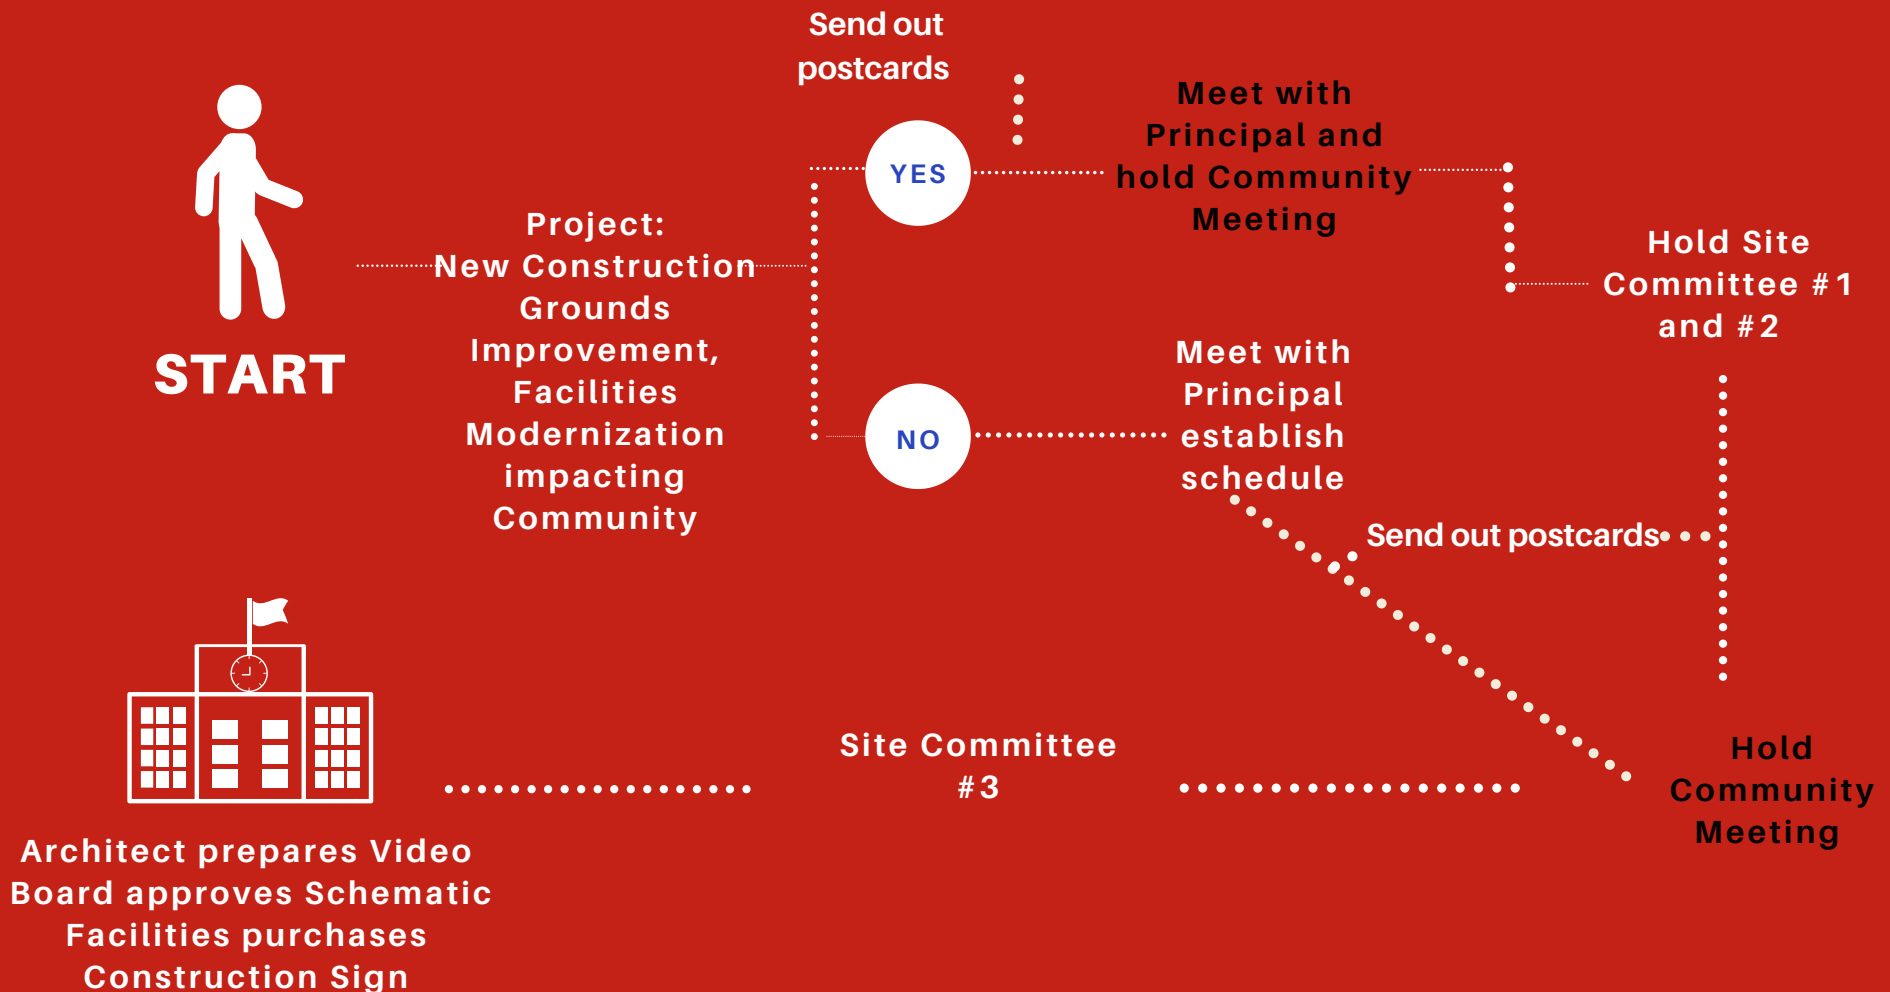 Send out
postcards
START
Project:
New Construction
Grounds
Improvement,
Facilities
Modernization
impacting
Community
YES
Meet with
Principal and
hold Community
Meeting
Hold Site
Committee #1
and #2
NO
Meet with
Principal
establish
schedule
Send out postcards
Hold
Community
Meeting
Site Committee
#3
Architect prepares Video
Board approves Schematic
Facilities purchases
Construction Sign